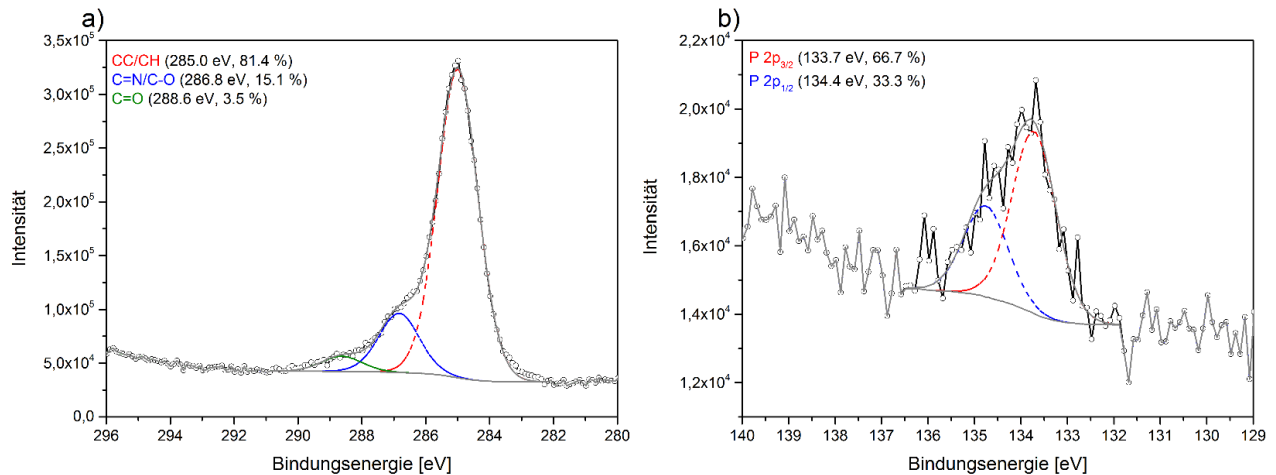 a)
CC/CH (285.0 eV, 81.4 %)
C=N/C-O (286.8 eV, 15.1 %)
C=O (288.6 eV, 3.5 %)
Intensität
3,5x10⁵
3,0x10⁵
2,5x10⁵
2,0x10⁵
1,5x10⁵
1,0x10⁵
5,0x10⁴
0,0
296 294 292 290 288 286 284 282 280
Bindungsenergie [eV]
b)
P 2p₃/₂ (133.7 eV, 66.7 %)
P 2p₁/₂ (134.4 eV, 33.3 %)
Intensität
2,2x10⁴
2,0x10⁴
1,8x10⁴
1,6x10⁴
1,4x10⁴
1,2x10⁴
140 139 138 137 136 135 134 133 132 131 130 129
Bindungsenergie [eV]